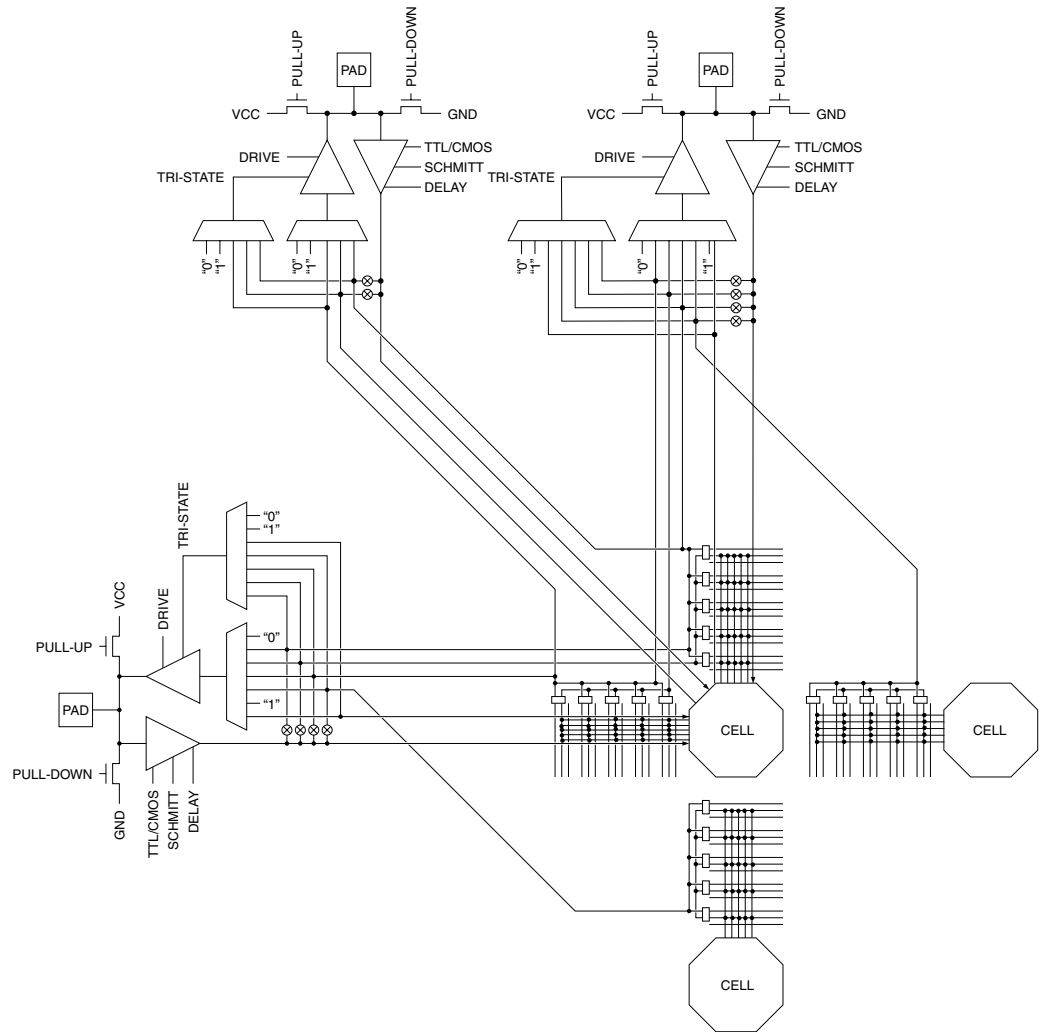 PULL-UP
PULL-DOWN
PULL-UP
PULL-DOWN
PAD
PAD
VCC
GND
VCC
GND
DRIVE
TTL/CMOS
SCHMITT
DELAY
TRI-STATE
DRIVE
TTL/CMOS
SCHMITT
DELAY
TRI-STATE
“0”
“1”
“0”
“1”
“0”
“1”
“0”
“1”
TRI-STATE
“0”
“1”
VCC
DRIVE
PULL-UP
“0”
“1”
PAD
PULL-DOWN
GND
TTL/CMOS
SCHMITT
DELAY
CELL
CELL
CELL